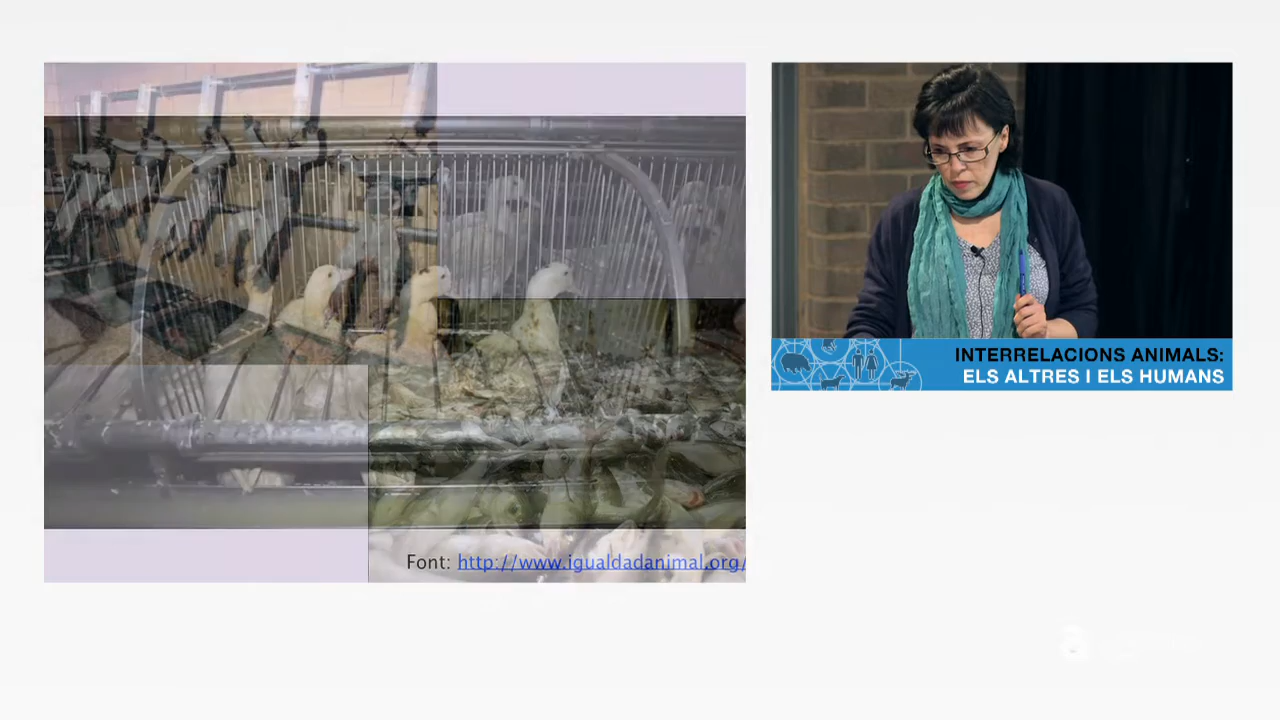 Font: http://www.igualdadanimal.org/
INTERRELACIONS ANIMALS:
ELS ALTRES I ELS HUMANS